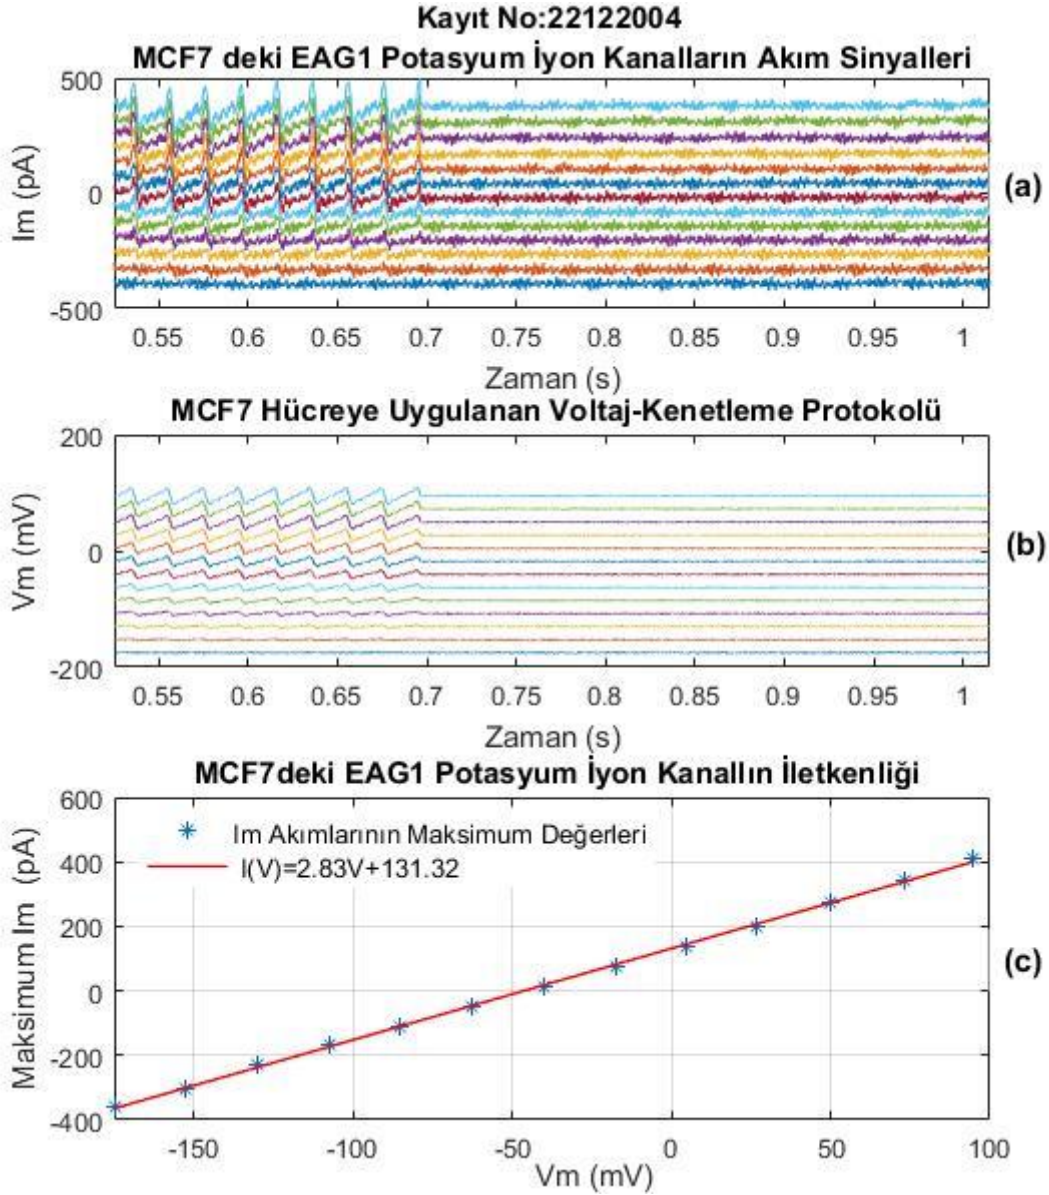 Kayıt No:22122004
MCF7 deki EAG1 Potasyum İyon Kanalların Akım Sinyalleri
500
0
-500
Im (pA)
(a)
0.55 0.6 0.65 0.7 0.75 0.8 0.85 0.9 0.95 1
Zaman (s)
MCF7 Hücreye Uygulanan Voltaj-Kenetleme Protokolü
200
0
-200
Vm (mV)
(b)
0.55 0.6 0.65 0.7 0.75 0.8 0.85 0.9 0.95 1
Zaman (s)
MCF7deki EAG1 Potasyum İyon Kanallın İletkenliği
600
400
200
0
-200
-400
Maksimum Im (pA)
Im Akımlarının Maksimum Değerleri
I(V)=2.83V+131.32
(c)
-150 -100 -50 0 50 100
Vm (mV)